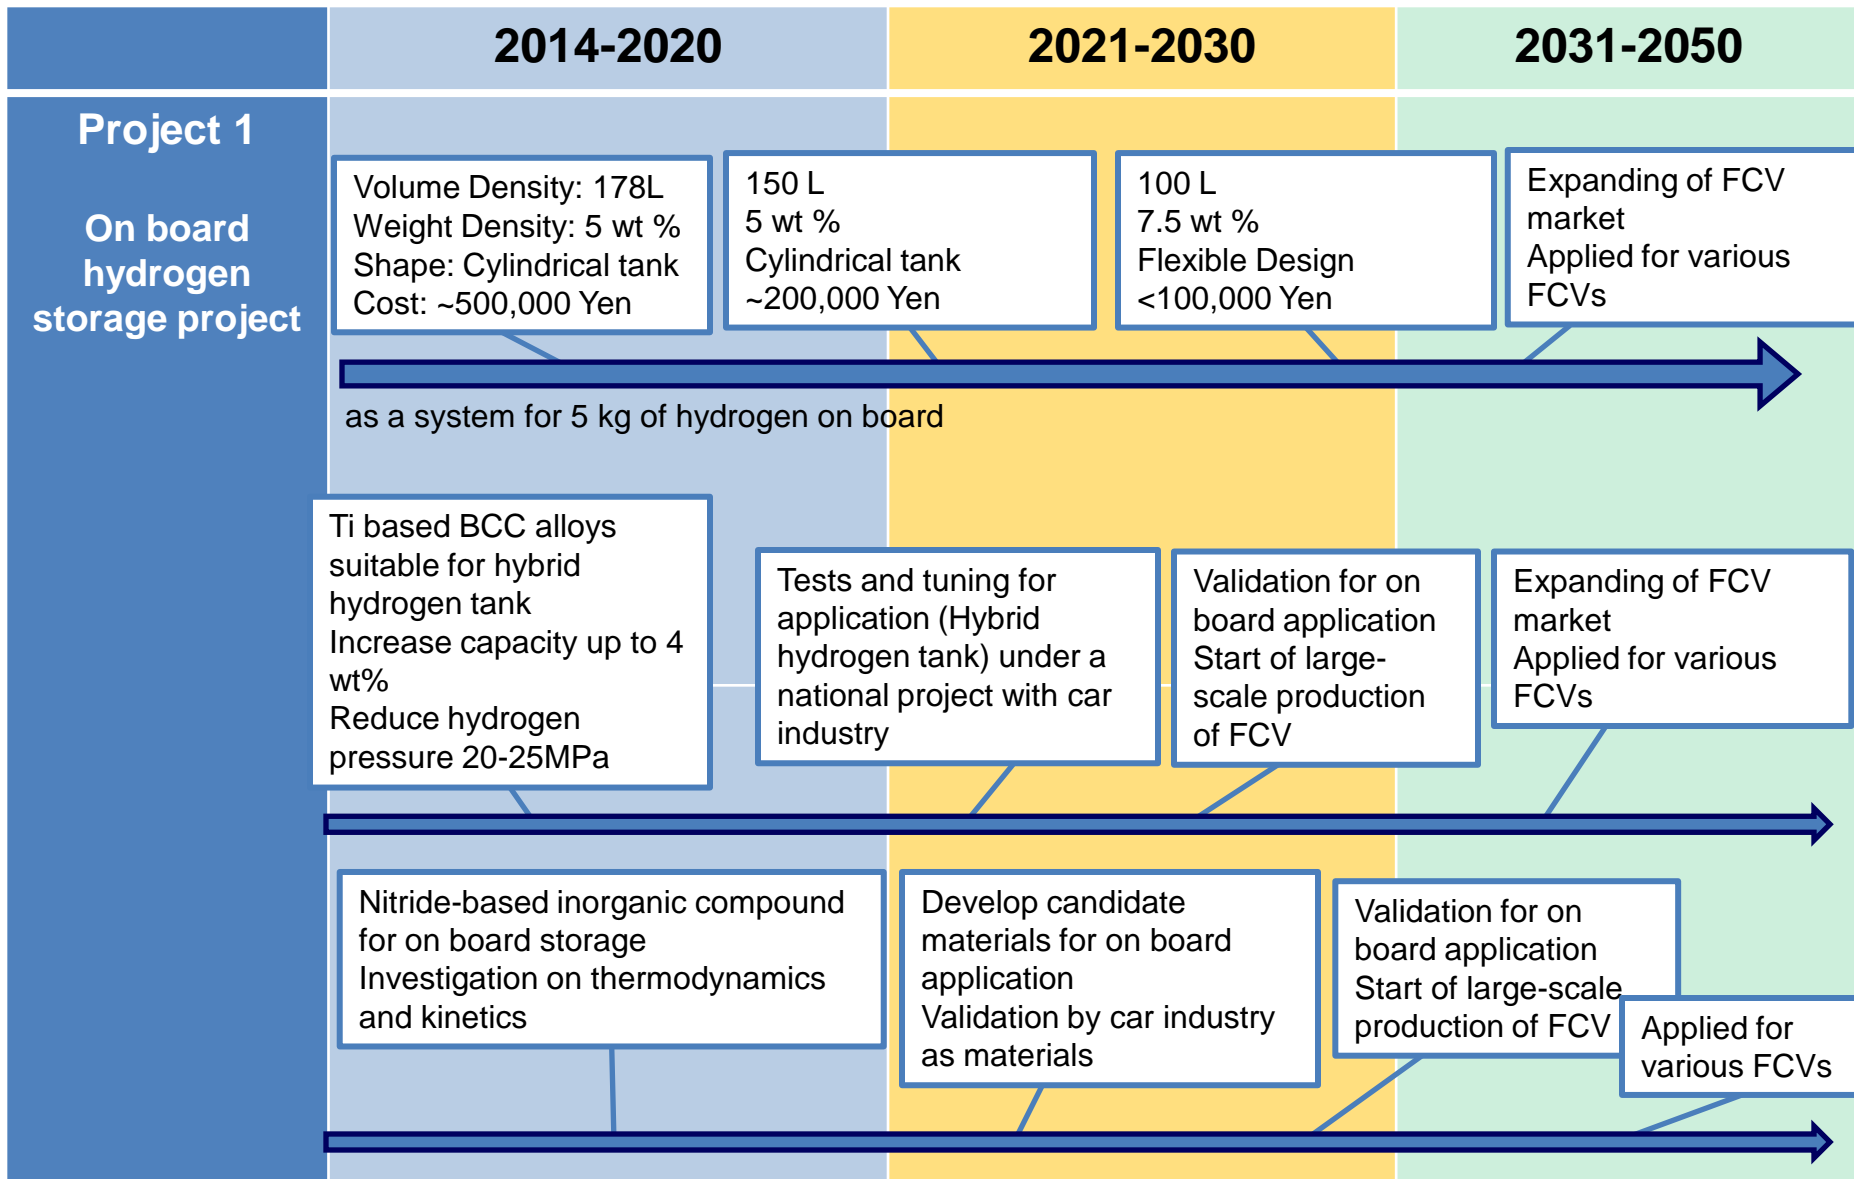 2014-2020
2021-2030
2031-2050
Project 1
On board
hydrogen
storage project
Volume Density: 178L
Weight Density: 5 wt %
Shape: Cylindrical tank
Cost: ~500,000 Yen
150 L
5 wt %
Cylindrical tank
~200,000 Yen
100 L
7.5 wt %
Flexible Design
<100,000 Yen
Expanding of FCV
market
Applied for various
FCVs
as a system for 5 kg of hydrogen on board
Ti based BCC alloys
suitable for hybrid
hydrogen tank
Increase capacity up to 4
wt%
Reduce hydrogen
pressure 20-25MPa
Tests and tuning for
application (Hybrid
hydrogen tank) under a
national project with car
industry
Validation for on
board application
Start of large-
scale production
of FCV
Expanding of FCV
market
Applied for various
FCVs
Nitride-based inorganic compound
for on board storage
Investigation on thermodynamics
and kinetics
Develop candidate
materials for on board
application
Validation by car industry
as materials
Validation for on
board application
Start of large-scale
production of FCV
Applied for
various FCVs